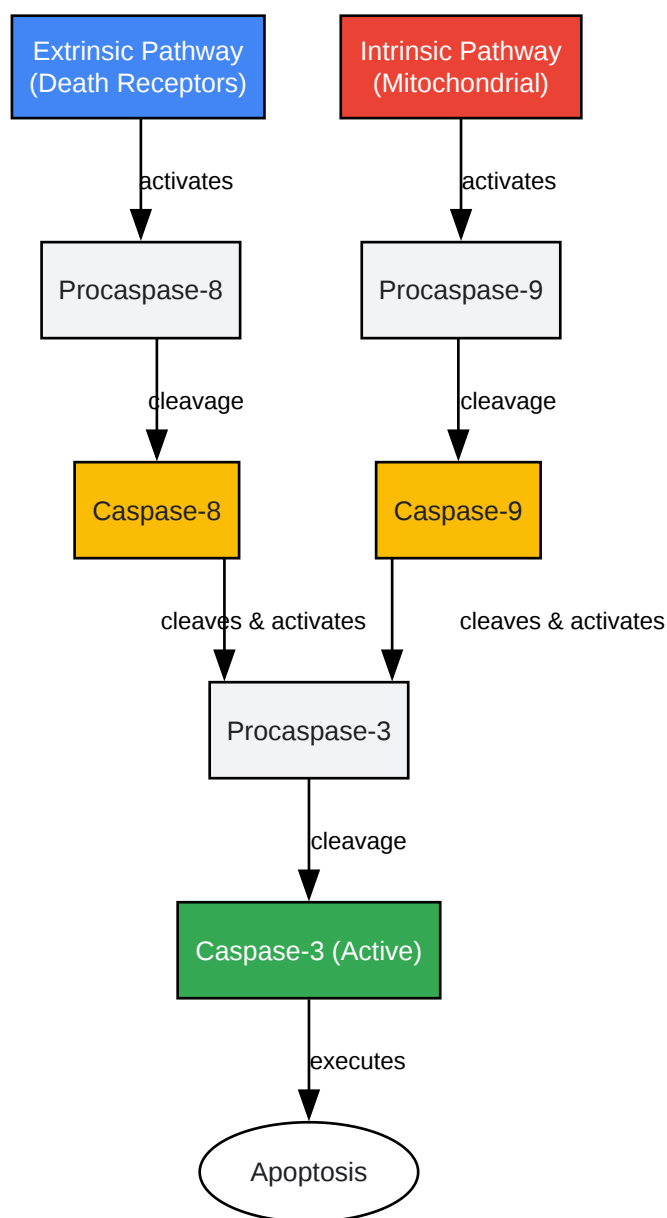 Extrinsic Pathway
(Death Receptors)
Intrinsic Pathway
(Mitochondrial)
activates
activates
Procaspase-8
Procaspase-9
cleavage
cleavage
Caspase-8
Caspase-9
cleaves & activates
cleaves & activates
Procaspase-3
cleavage
Caspase-3 (Active)
executes
Apoptosis